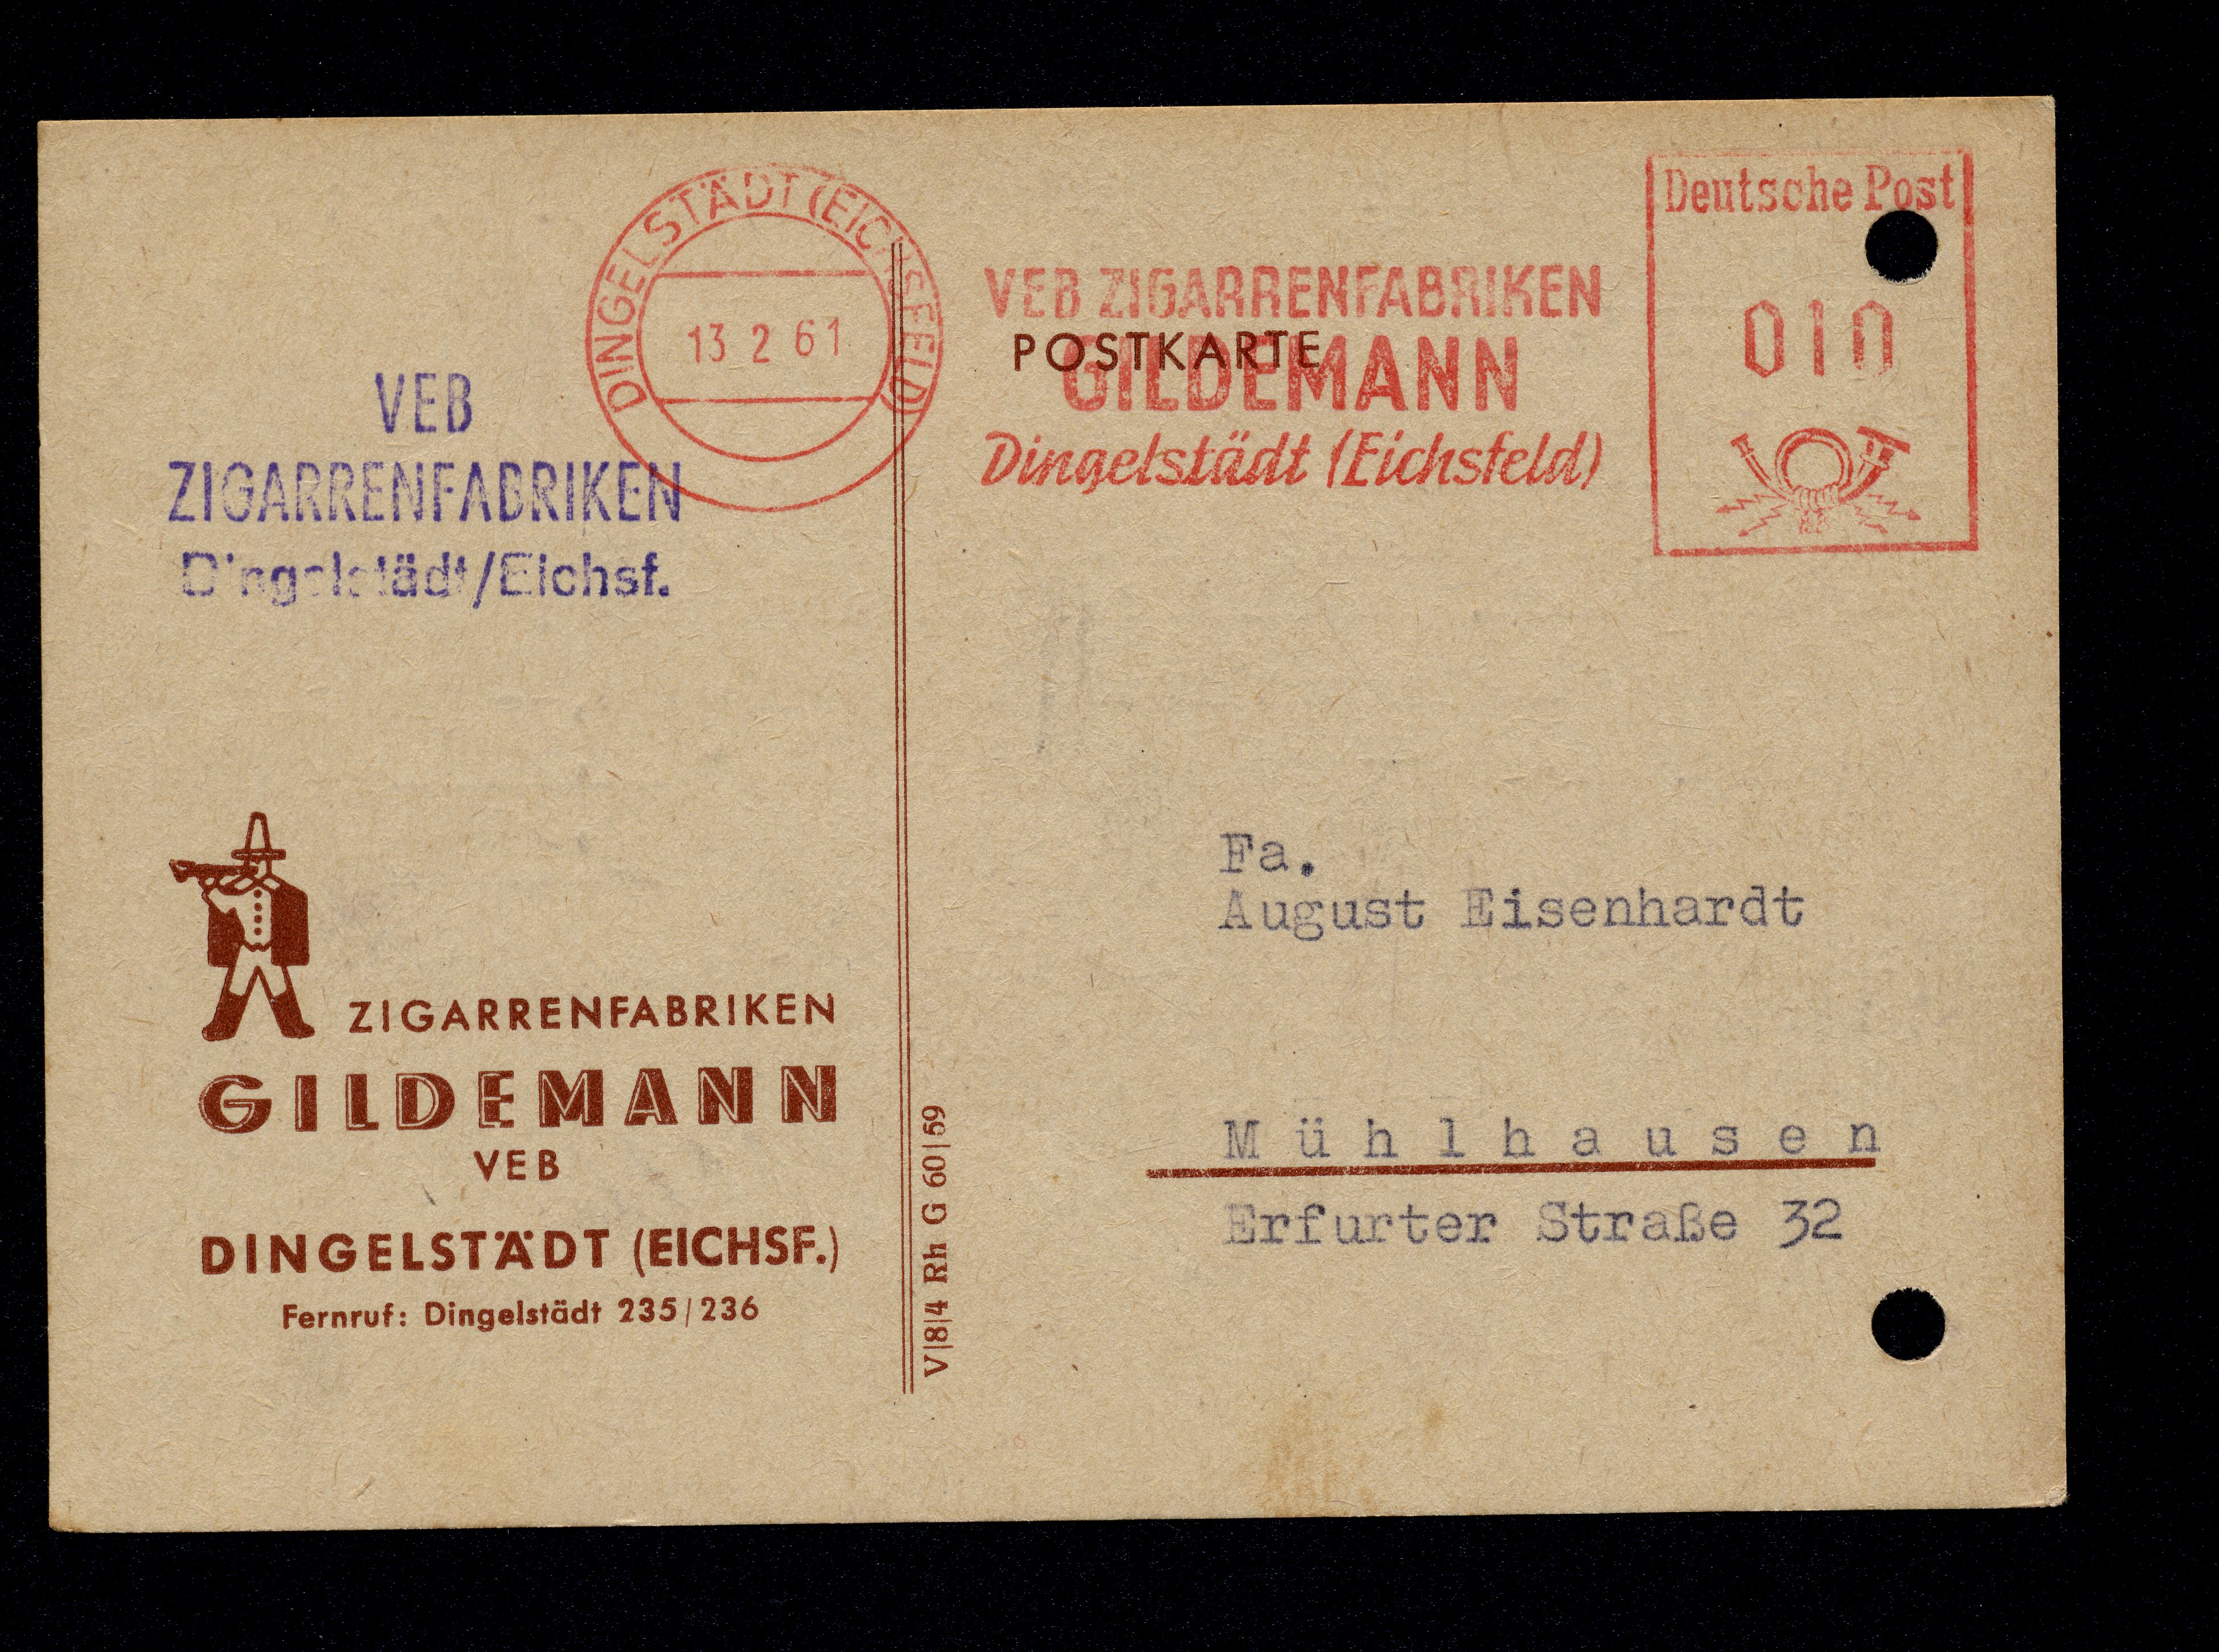 DINGELSTÄDT (EICHSFELD)
13 2 61
VEB ZIGARRENFABRIKEN
GILDEMANN
Dingelstädt (Eichsfeld)
Deutsche Post
010
POSTKARTE
VEB
ZIGARRENFABRIKEN
Dingelstädt/Eichsf.
ZIGARRENFABRIKEN
GILDEMANN
VEB
DINGELSTÄDT (EICHSF.)
Fernruf: Dingelstädt 235/236
V|8|4 Rh G 60|59
Fa.
August Eisenhardt
Mühlhausen
Erfurter Straße 32